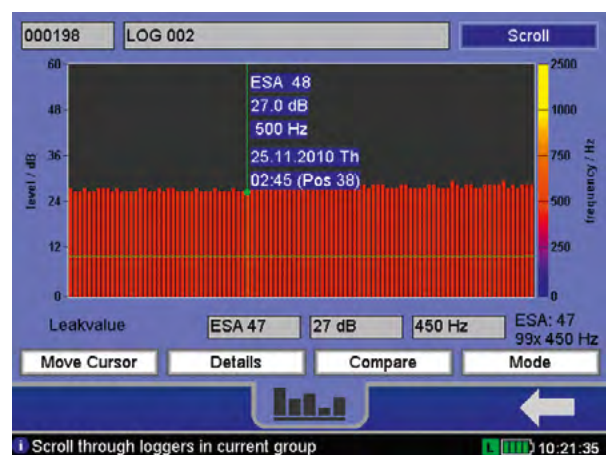 000198 LOG 002 Scroll
60 2500
48 1000
36 750
24 500
12 250
0 0
level / dB
frequency / Hz
ESA 48
27.0 dB
500 Hz
25.11.2010 Th
02:45 (Pos 38)
Leakvalue ESA 47 27 dB 450 Hz ESA: 47
99x 450 Hz
Move Cursor Details Compare Mode
i Scroll through loggers in current group L 10:21:35